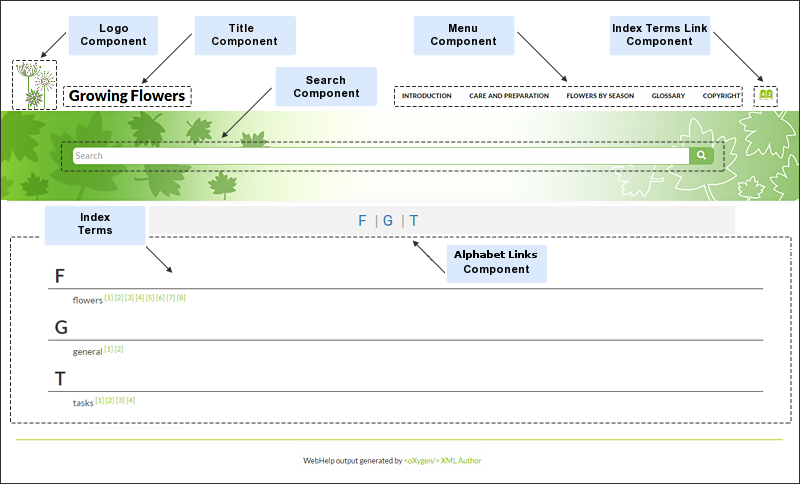 Logo
Component
Title
Component
Menu
Component
Index Terms Link
Component
Search
Component
Growing Flowers
INTRODUCTION CARE AND PREPARATION FLOWERS BY SEASON GLOSSARY COPYRIGHT
Search
Index
Terms
F | G | T
Alphabet Links
Component
F
flowers [1] [2] [3] [4] [5] [6] [7] [8]
G
general [1] [2]
T
tasks [1] [2] [3] [4]
WebHelp output generated by <oXygen/> XML Author